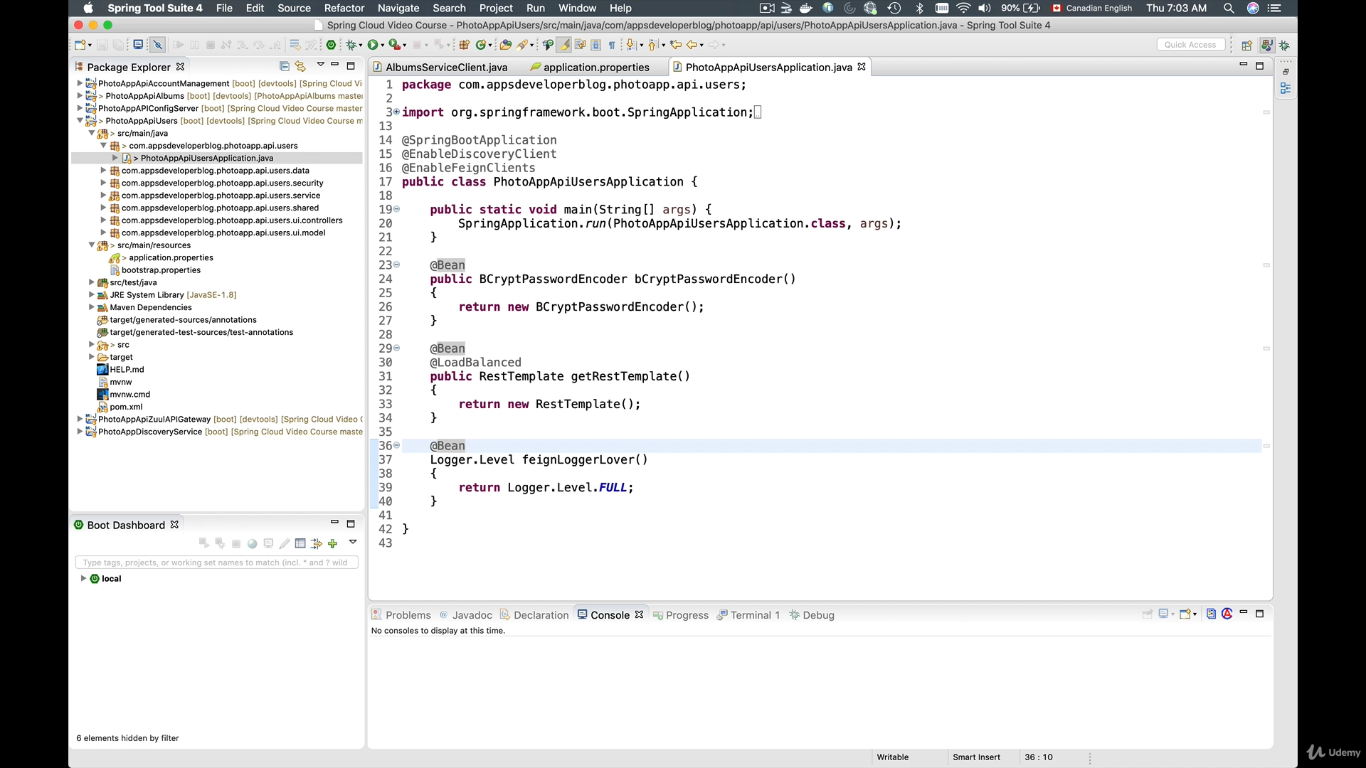 Spring Tool Suite 4 File Edit Source Refactor Navigate Search Project Run Window Help 90% Canadian English Thu 7:03 AM
Spring Cloud Video Course - PhotoAppApiUsers/src/main/java/com/appsdeveloperblog/photoapp/api/users/PhotoAppApiUsersApplication.java - Spring Tool Suite 4
Quick Access
Package Explorer
PhotoAppApiAccountManagement [boot] [devtools] [Spring Cloud Vi
> PhotoAppApiAlbums [boot] [devtools] [PhotoAppApiAlbums master
PhotoAppAPIConfigServer [boot] [Spring Cloud Video Course master
PhotoAppApiUsers [boot] [devtools] [Spring Cloud Video Course mas
> src/main/java
> com.appsdeveloperblog.photoapp.api.users
> PhotoAppApiUsersApplication.java
com.appsdeveloperblog.photoapp.api.users.data
com.appsdeveloperblog.photoapp.api.users.security
com.appsdeveloperblog.photoapp.api.users.service
com.appsdeveloperblog.photoapp.api.users.shared
com.appsdeveloperblog.photoapp.api.users.ui.controllers
com.appsdeveloperblog.photoapp.api.users.ui.model
> src/main/resources
> application.properties
bootstrap.properties
src/test/java
JRE System Library [JavaSE-1.8]
Maven Dependencies
target/generated-sources/annotations
target/generated-test-sources/test-annotations
> src
target
HELP.md
mvnw
mvnw.cmd
pom.xml
PhotoAppApiZuulAPIGateway [boot] [devtools] [Spring Cloud Video C
PhotoAppDiscoveryService [boot] [Spring Cloud Video Course maste
AlbumsServiceClient.java application.properties PhotoAppApiUsersApplication.java
1 package com.appsdeveloperblog.photoapp.api.users;
2
3 import org.springframework.boot.SpringApplication;
13
14 @SpringBootApplication
15 @EnableDiscoveryClient
16 @EnableFeignClients
17 public class PhotoAppApiUsersApplication {
18
19 public static void main(String[] args) {
20 SpringApplication.run(PhotoAppApiUsersApplication.class, args);
21 }
22
23 @Bean
24 public BCryptPasswordEncoder bCryptPasswordEncoder()
25 {
26 return new BCryptPasswordEncoder();
27 }
28
29 @Bean
30 @LoadBalanced
31 public RestTemplate getRestTemplate()
32 {
33 return new RestTemplate();
34 }
35
36 @Bean
37 Logger.Level feignLoggerLover()
38 {
39 return Logger.Level.FULL;
40 }
41
42 }
43
Boot Dashboard
Type tags, projects, or working set names to match (incl. * and ? wild
local
6 elements hidden by filter
Problems Javadoc Declaration Console Progress Terminal 1 Debug
No consoles to display at this time.
Writable Smart Insert 36 : 10
Udemy